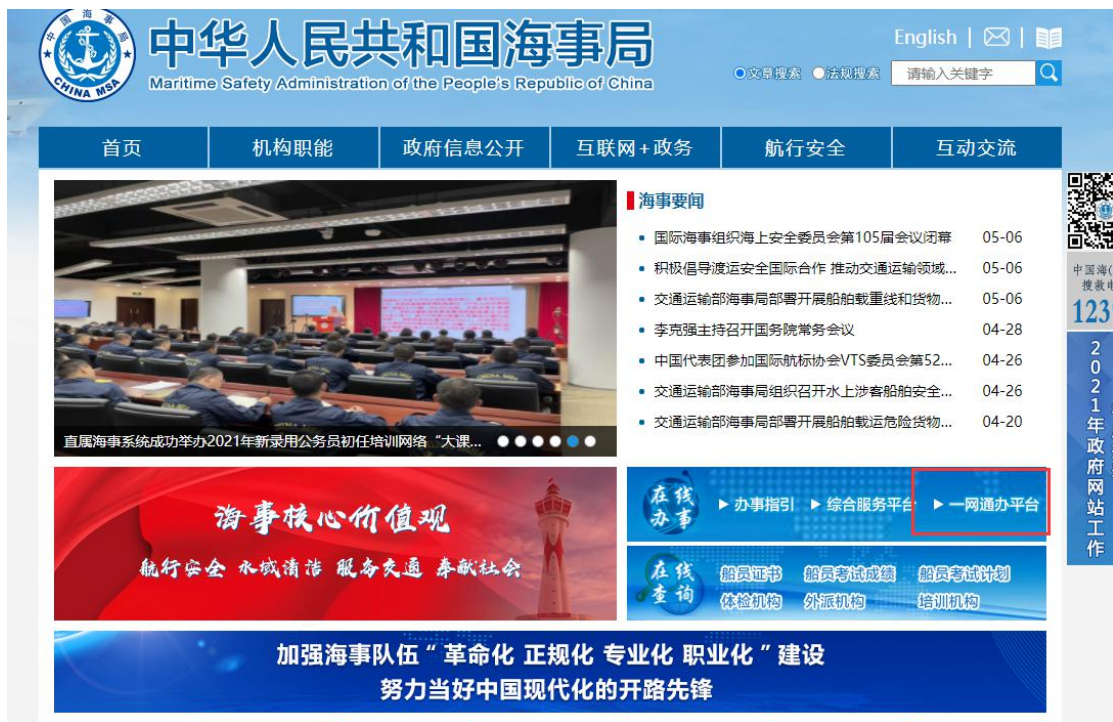 中国海事局
CHINA MSA
中华人民共和国海事局
Maritime Safety Administration of the People's Republic of China
English
文章搜索 法规搜索 请输入关键字
首页 机构职能 政府信息公开 互联网+政务 航行安全 互动交流
直属海事系统成功举办2021年新录用公务员初任培训网络“大课...
海事要闻
国际海事组织海上安全委员会第105届会议闭幕 05-06
积极倡导渡运安全国际合作 推动交通运输领域... 05-06
交通运输部海事局部署开展船舶载重线和货物... 05-06
李克强主持召开国务院常务会议 04-28
中国代表团参加国际航标协会VTS委员会第52... 04-26
交通运输部海事局组织召开水上涉客船舶安全... 04-26
交通运输部海事局部署开展船舶载运危险货物... 04-20
海事核心价值观
航行安全 水域清洁 服务交通 奉献社会
在线办事
办事指引 综合服务平台 一网通办平台
在线查询
船员证书 船员考试成绩 船员考试计划
体检机构 外派机构 培训机构
加强海事队伍“革命化 正规化 专业化 职业化”建设
努力当好中国现代化的开路先锋
中国海(
搜救电
123
2021年政府网站工作